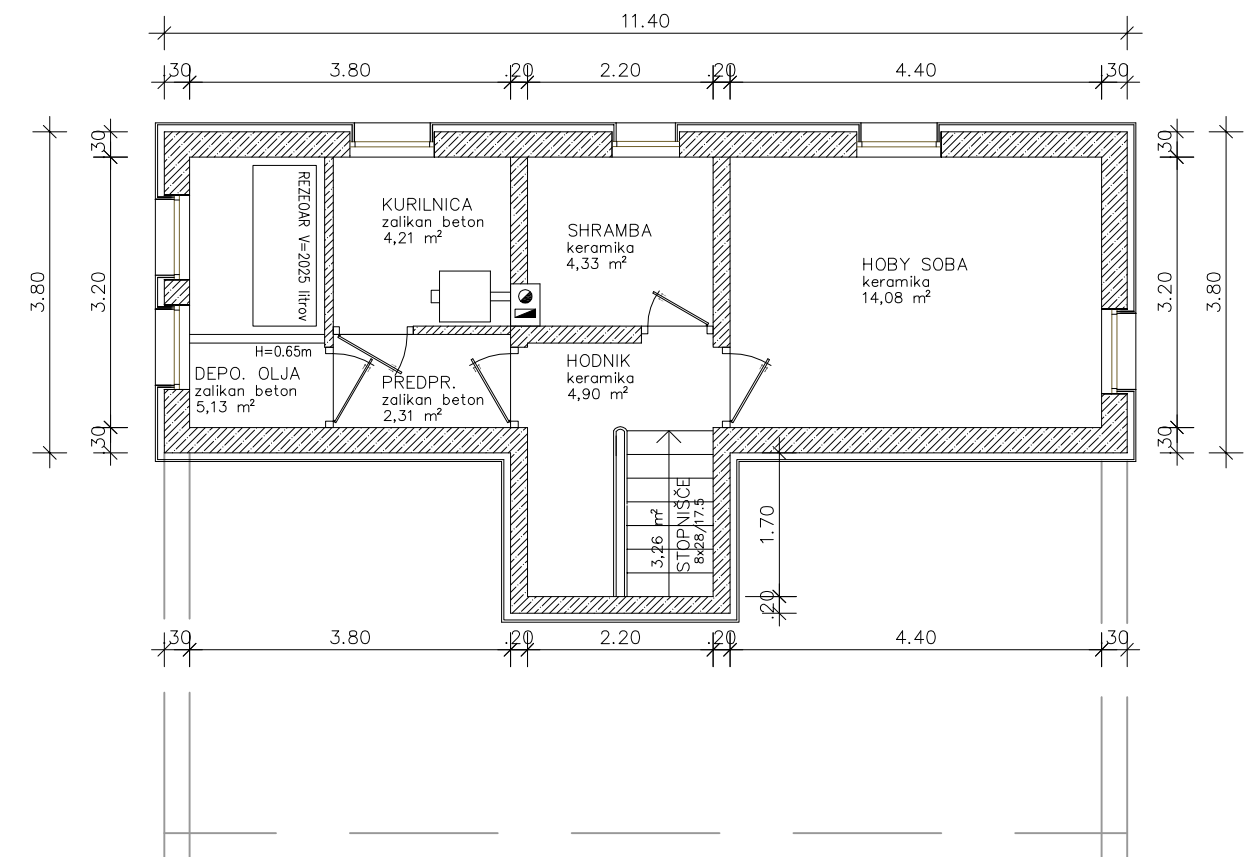 11.40
.30
3.80
.20
2.20
.20
4.40
.30
.30
3.20
.30
3.80
.30
3.20
.30
3.80
REZEOAR V=2025 litrov
H=0.65m
DEPO. OLJA
zalikan beton
5,13 m²
KURILNICA
zalikan beton
4,21 m²
PREDPR.
zalikan beton
2,31 m²
SHRAMBA
keramika
4,33 m²
HODNIK
keramika
4,90 m²
HOBY SOBA
keramika
14,08 m²
3,26 m²
STOPNIŠČE
8x28/17.5
1.70
.20
.30
3.80
.20
2.20
.20
4.40
.30